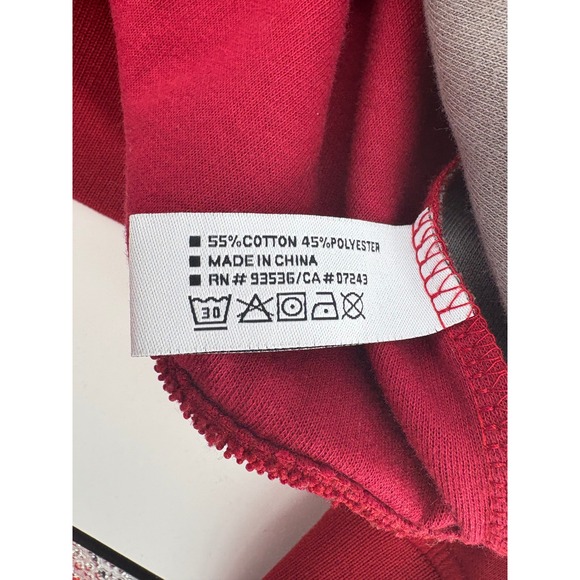 ■ 55%COTTON 45%POLYESTER
■ MADE IN CHINA
■ RN# 93536/CA#07243
30